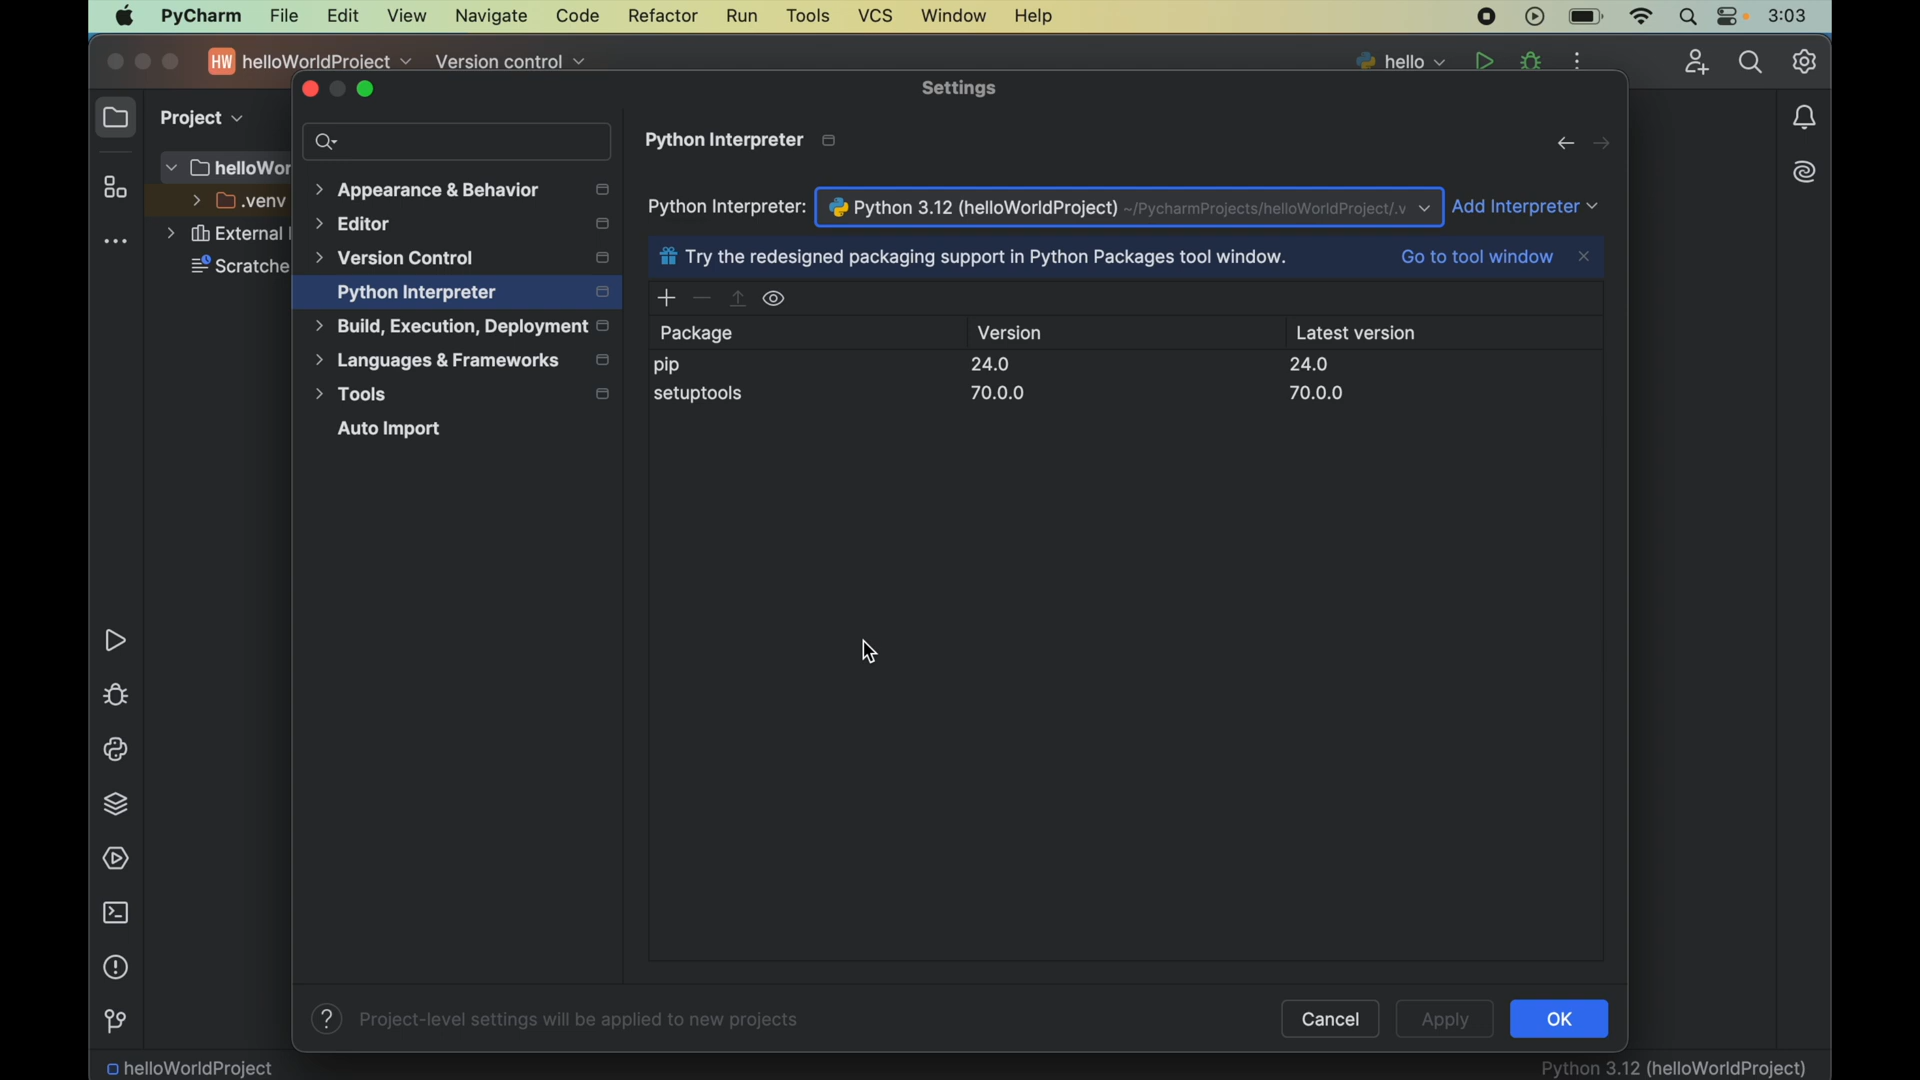 PyCharm File Edit View Navigate Code Refactor Run Tools VCS Window Help 3:03
HW helloWorldProject Version control hello
Settings
Project
helloWor
.venv
External
Scratche
Appearance & Behavior
Editor
Version Control
Python Interpreter
Build, Execution, Deployment
Languages & Frameworks
Tools
Auto Import
Python Interpreter
Python Interpreter: Python 3.12 (helloWorldProject) ~/PycharmProjects/helloWorldProject/.v Add Interpreter
Try the redesigned packaging support in Python Packages tool window. Go to tool window
Package Version Latest version
pip 24.0 24.0
setuptools 70.0.0 70.0.0
? Project-level settings will be applied to new projects Cancel Apply OK
helloWorldProject Python 3.12 (helloWorldProject)